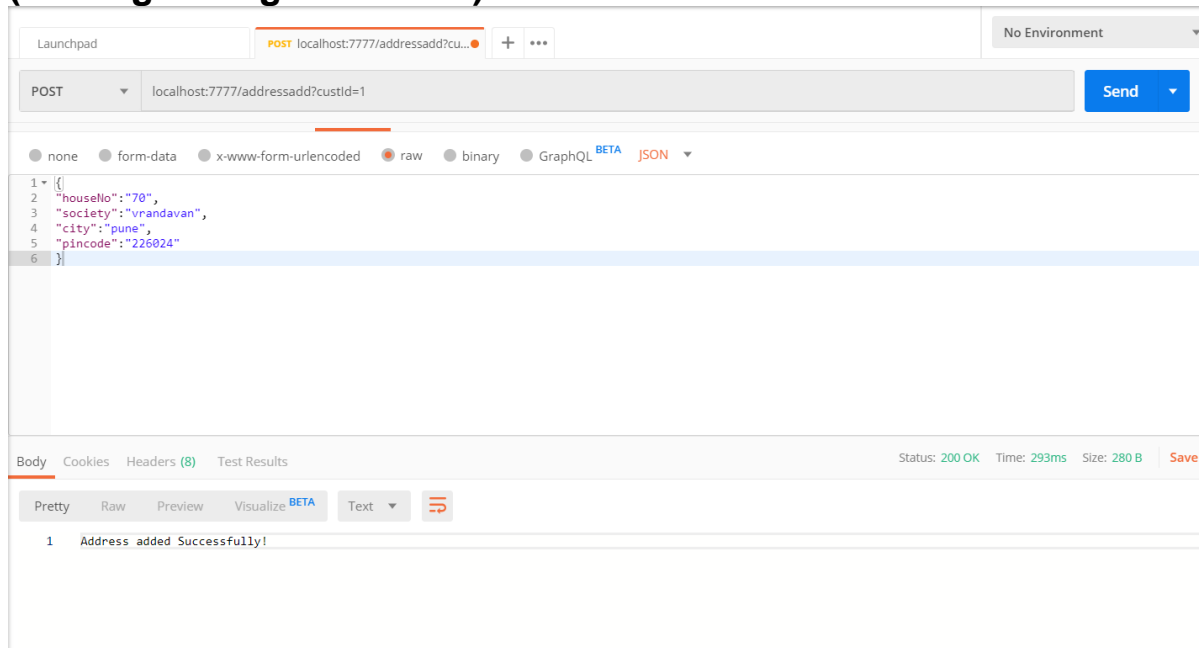 Launchpad
POST localhost:7777/addressadd?cu...
No Environment
POST localhost:7777/addressadd?custId=1 Send
none form-data x-www-form-urlencoded raw binary GraphQL BETA JSON
1 {
2 "houseNo":"70",
3 "society":"vrandavan",
4 "city":"pune",
5 "pincode":"226024"
6 }
Body Cookies Headers (8) Test Results Status: 200 OK Time: 293ms Size: 280 B Save
Pretty Raw Preview Visualize BETA Text
1 Address added Successfully!